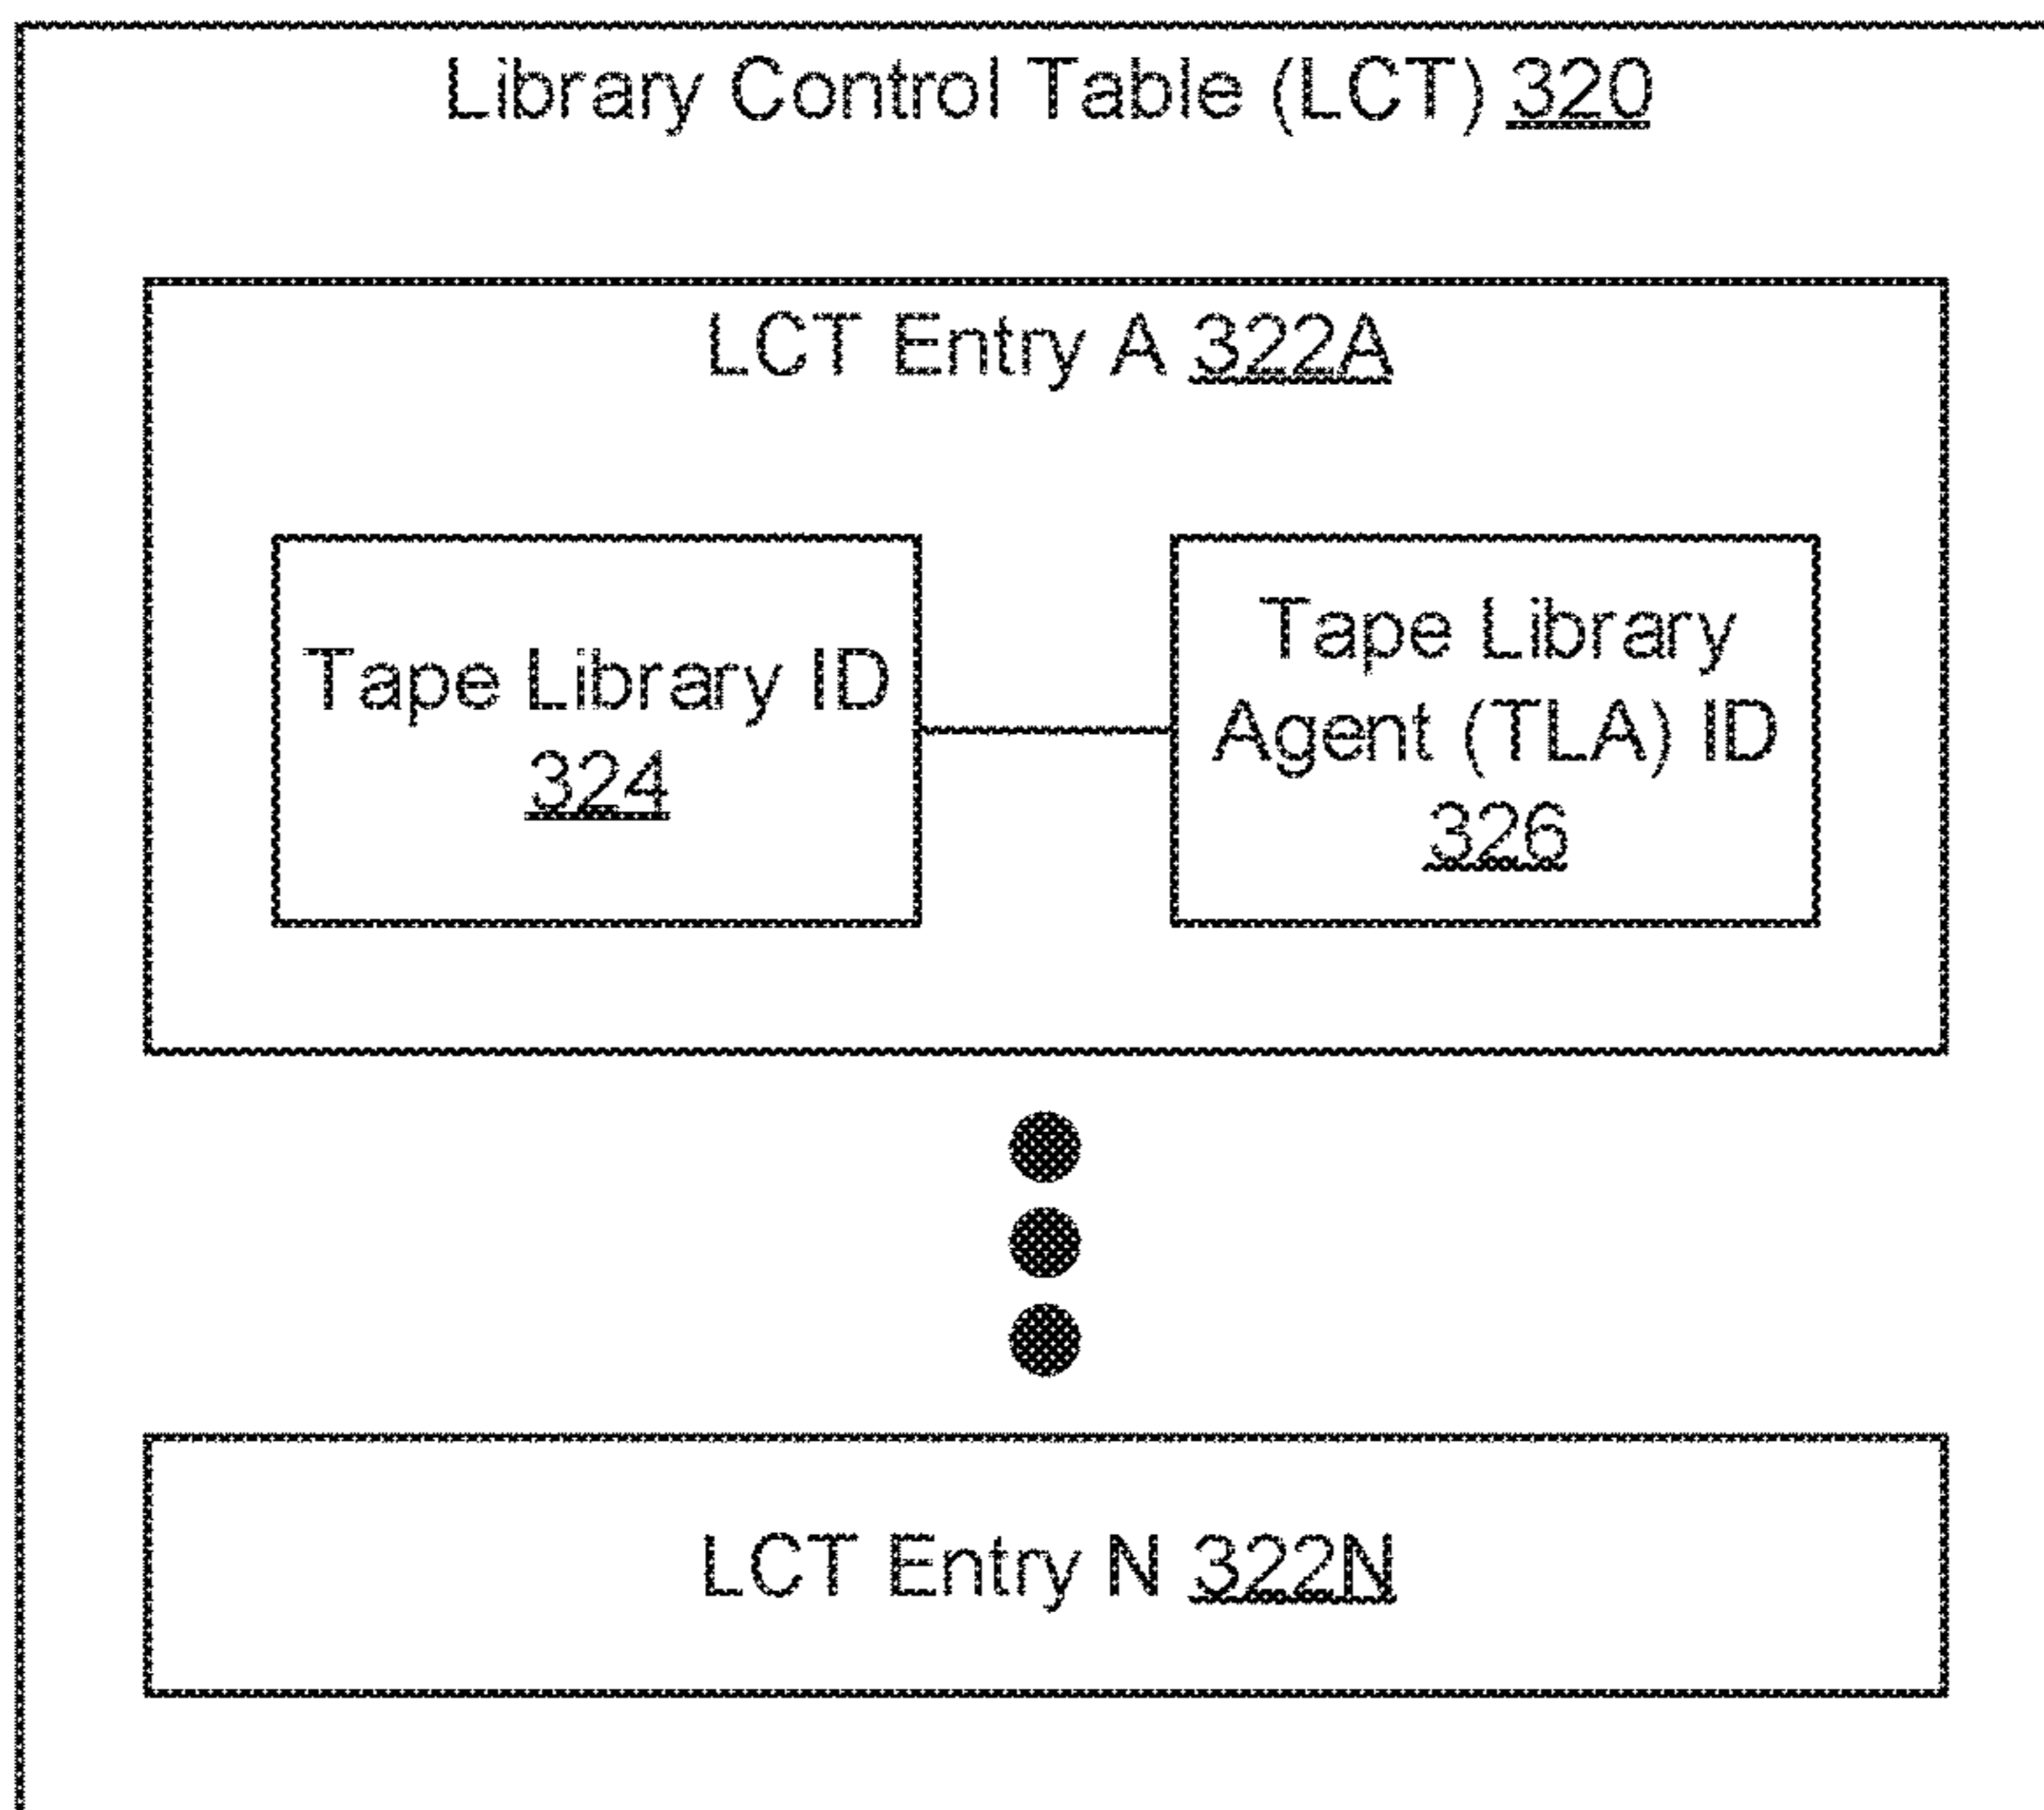 Library Control Table (LCT) 320
LCT Entry A 322A
Tape Library ID
324
Tape Library
Agent (TLA) ID
326
LCT Entry N 322N